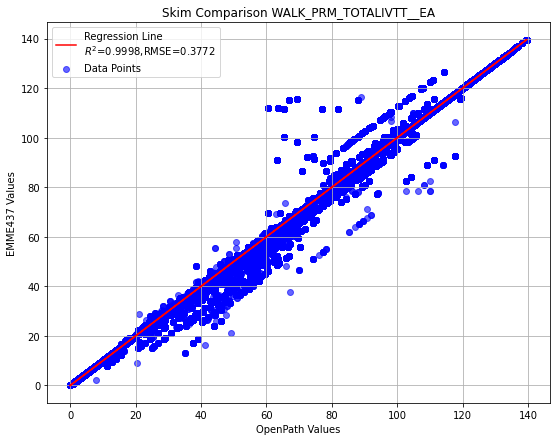 Skim Comparison WALK_PRM_TOTALIVTT__EA
Regression Line
R²=0.9998,RMSE=0.3772
Data Points
EMME437 Values
140
120
100
80
60
40
20
0
0 20 40 60 80 100 120 140
OpenPath Values